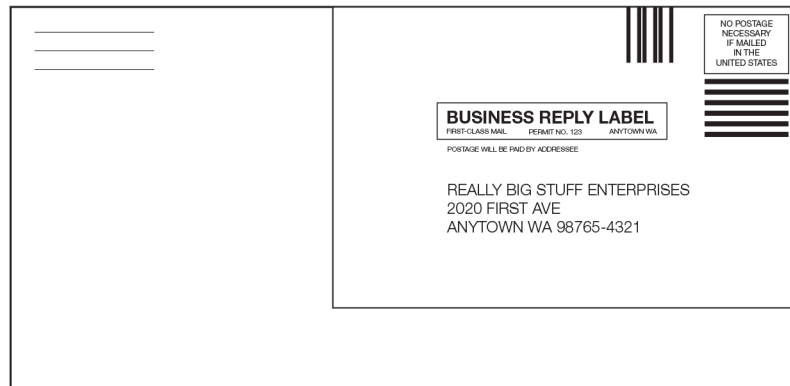 NO POSTAGE
NECESSARY
IF MAILED
IN THE
UNITED STATES
BUSINESS REPLY LABEL
FIRST-CLASS MAIL PERMIT NO. 123 ANYTOWN WA
POSTAGE WILL BE PAID BY ADDRESSEE
REALLY BIG STUFF ENTERPRISES
2020 FIRST AVE
ANYTOWN WA 98765-4321